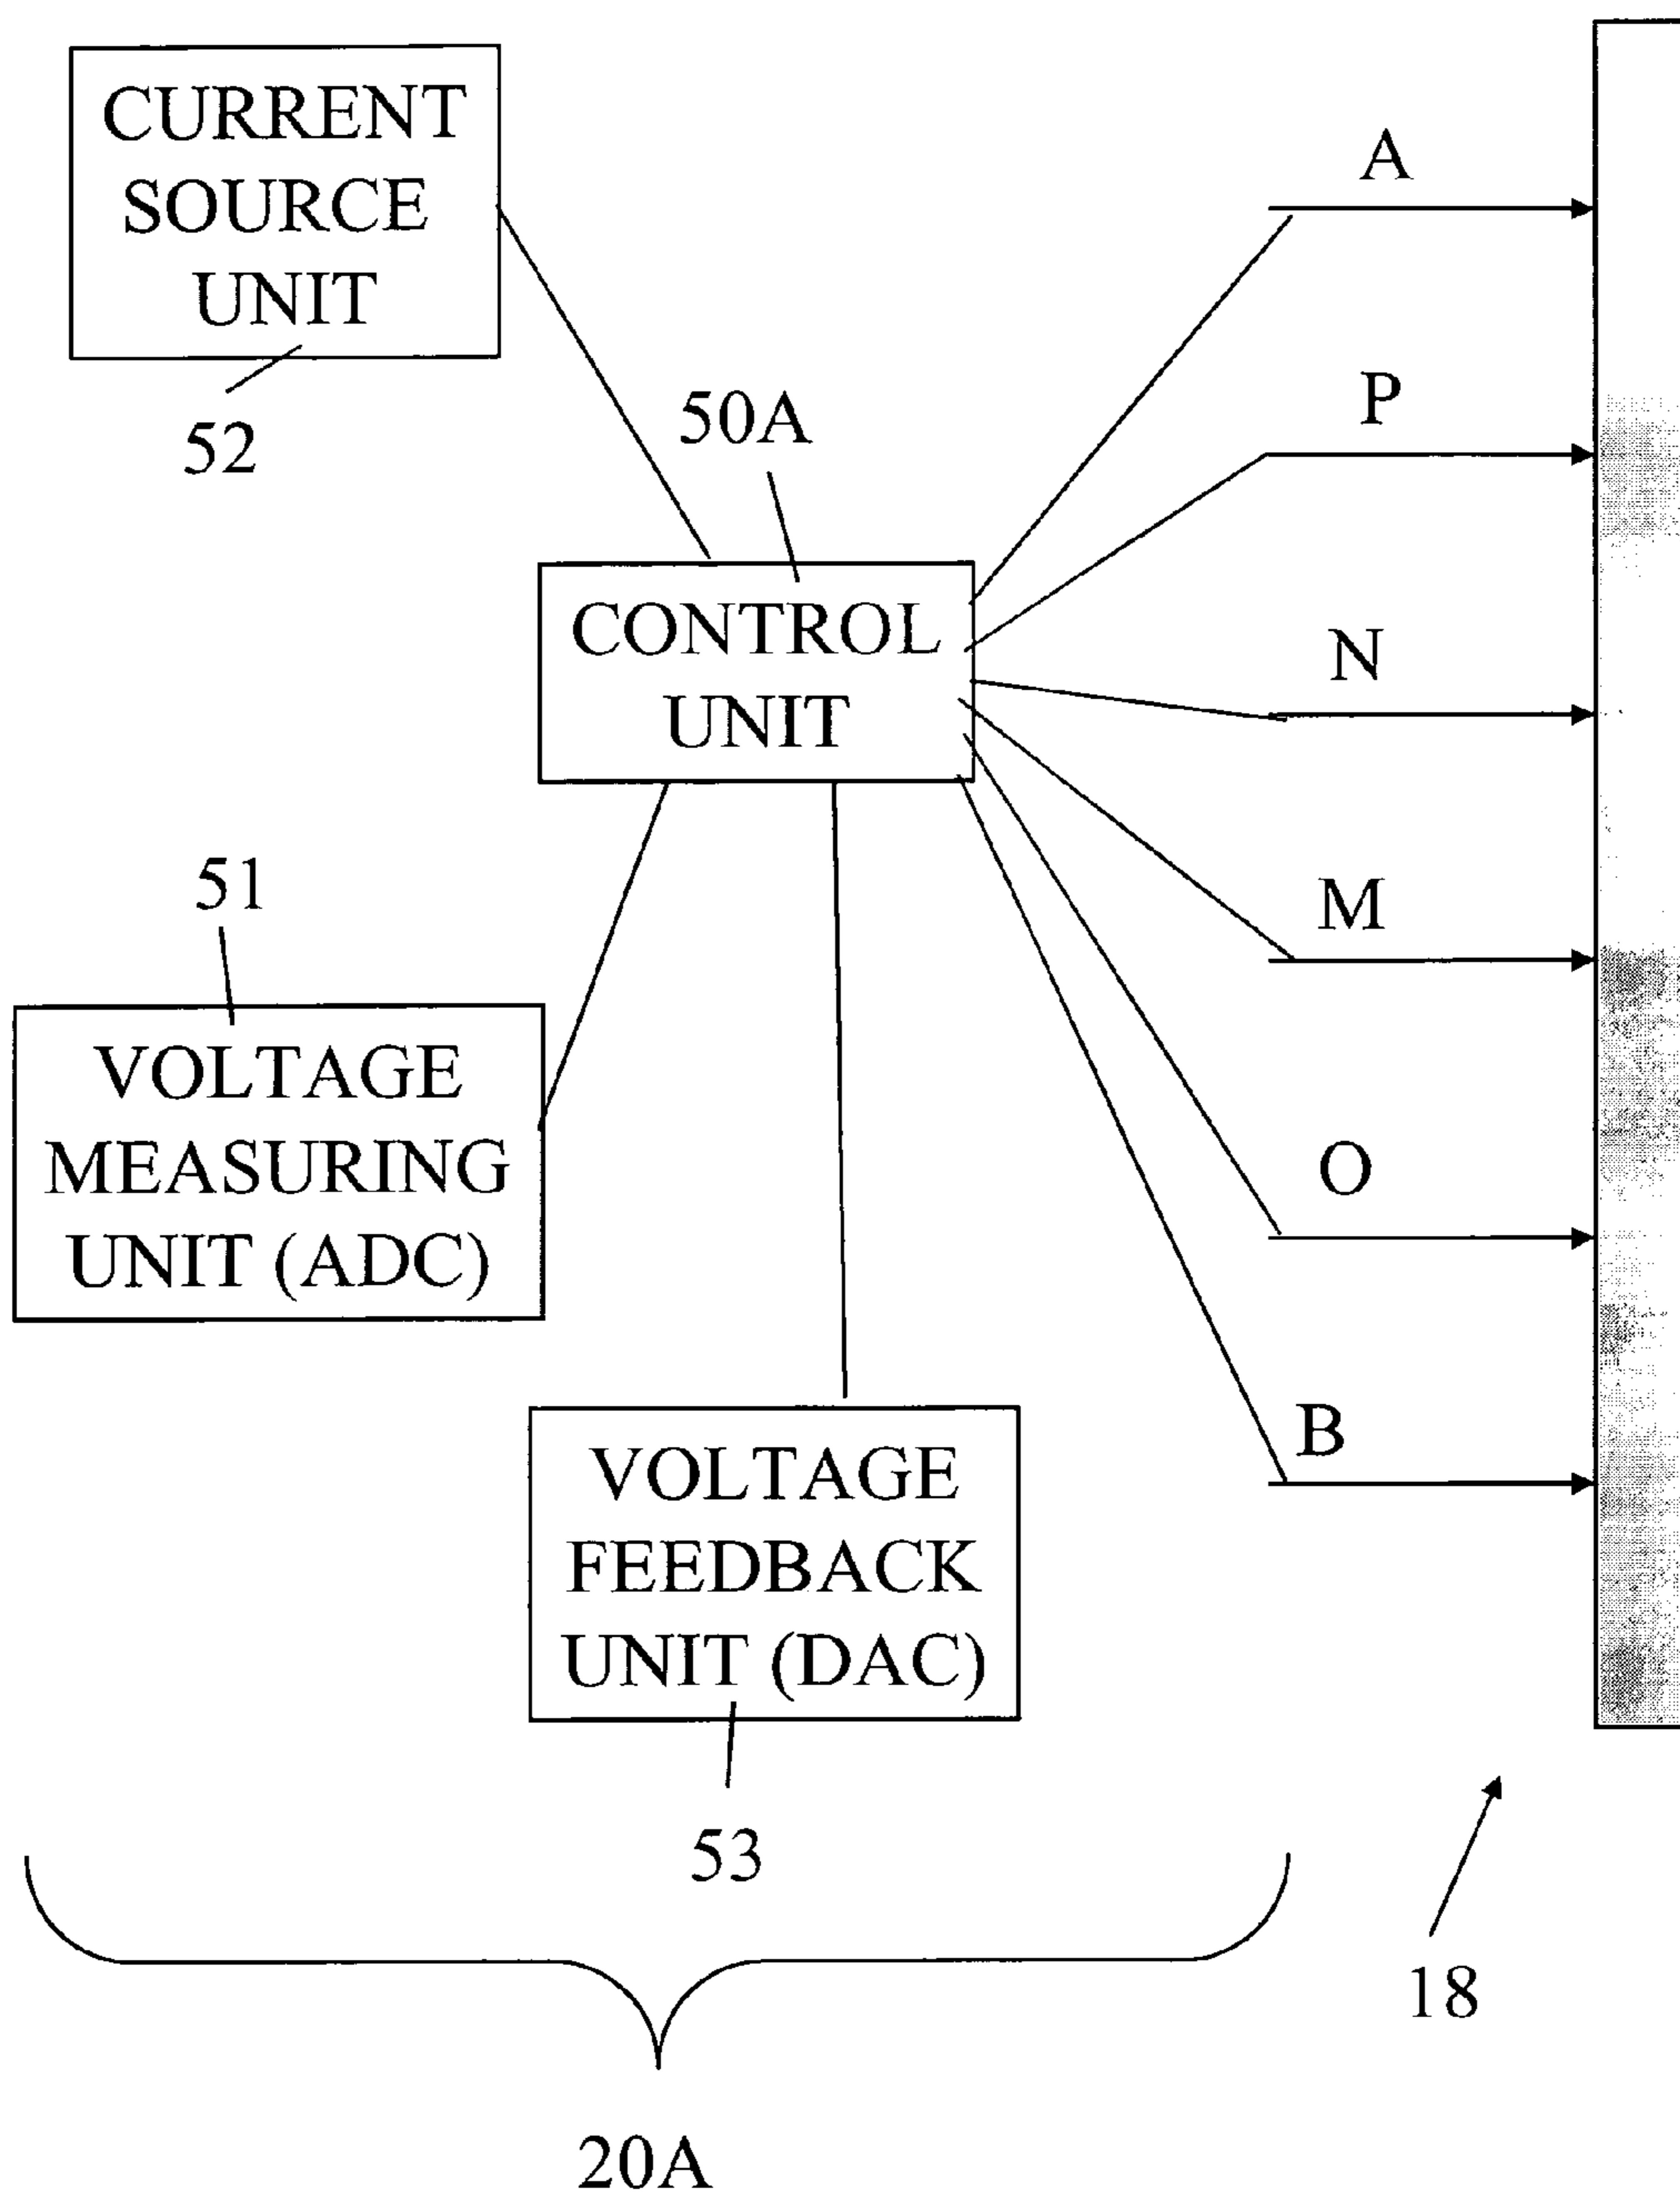 CURRENT
SOURCE
UNIT
52
50A
CONTROL
UNIT
51
VOLTAGE
MEASURING
UNIT (ADC)
VOLTAGE
FEEDBACK
UNIT (DAC)
53
A
P
N
M
O
B
18
20A